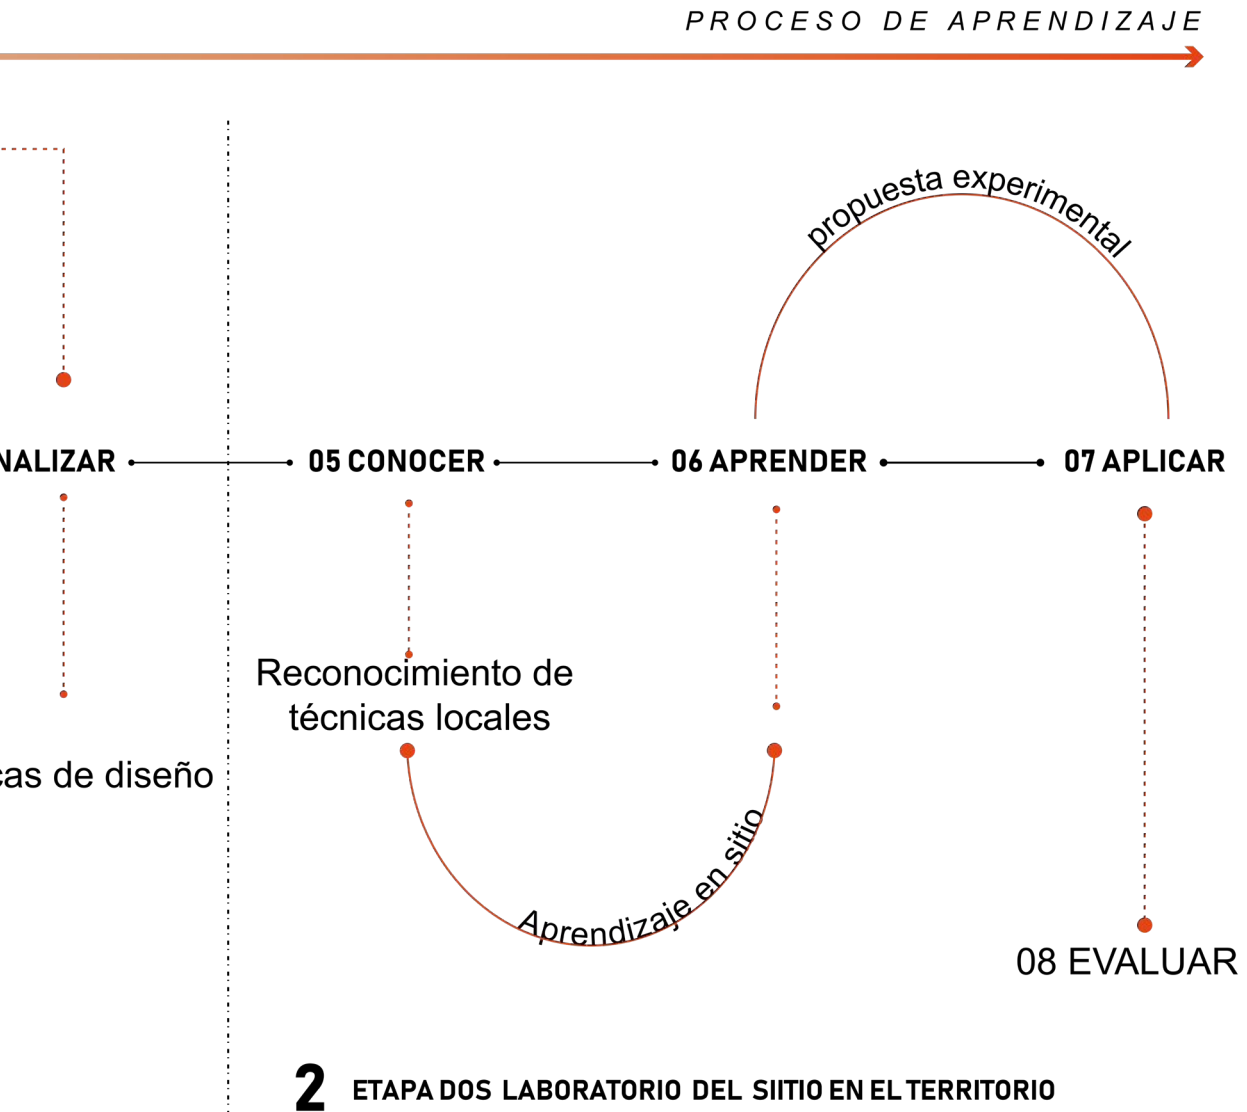 PROCESO DE APRENDIZAJE
propuesta experimental
NALIZAR
05 CONOCER
06 APRENDER
07 APLICAR
Reconocimiento de
técnicas locales
cas de diseño
Aprendizaje en sitio
08 EVALUAR
2 ETAPA DOS LABORATORIO DEL SIITIO EN EL TERRITORIO